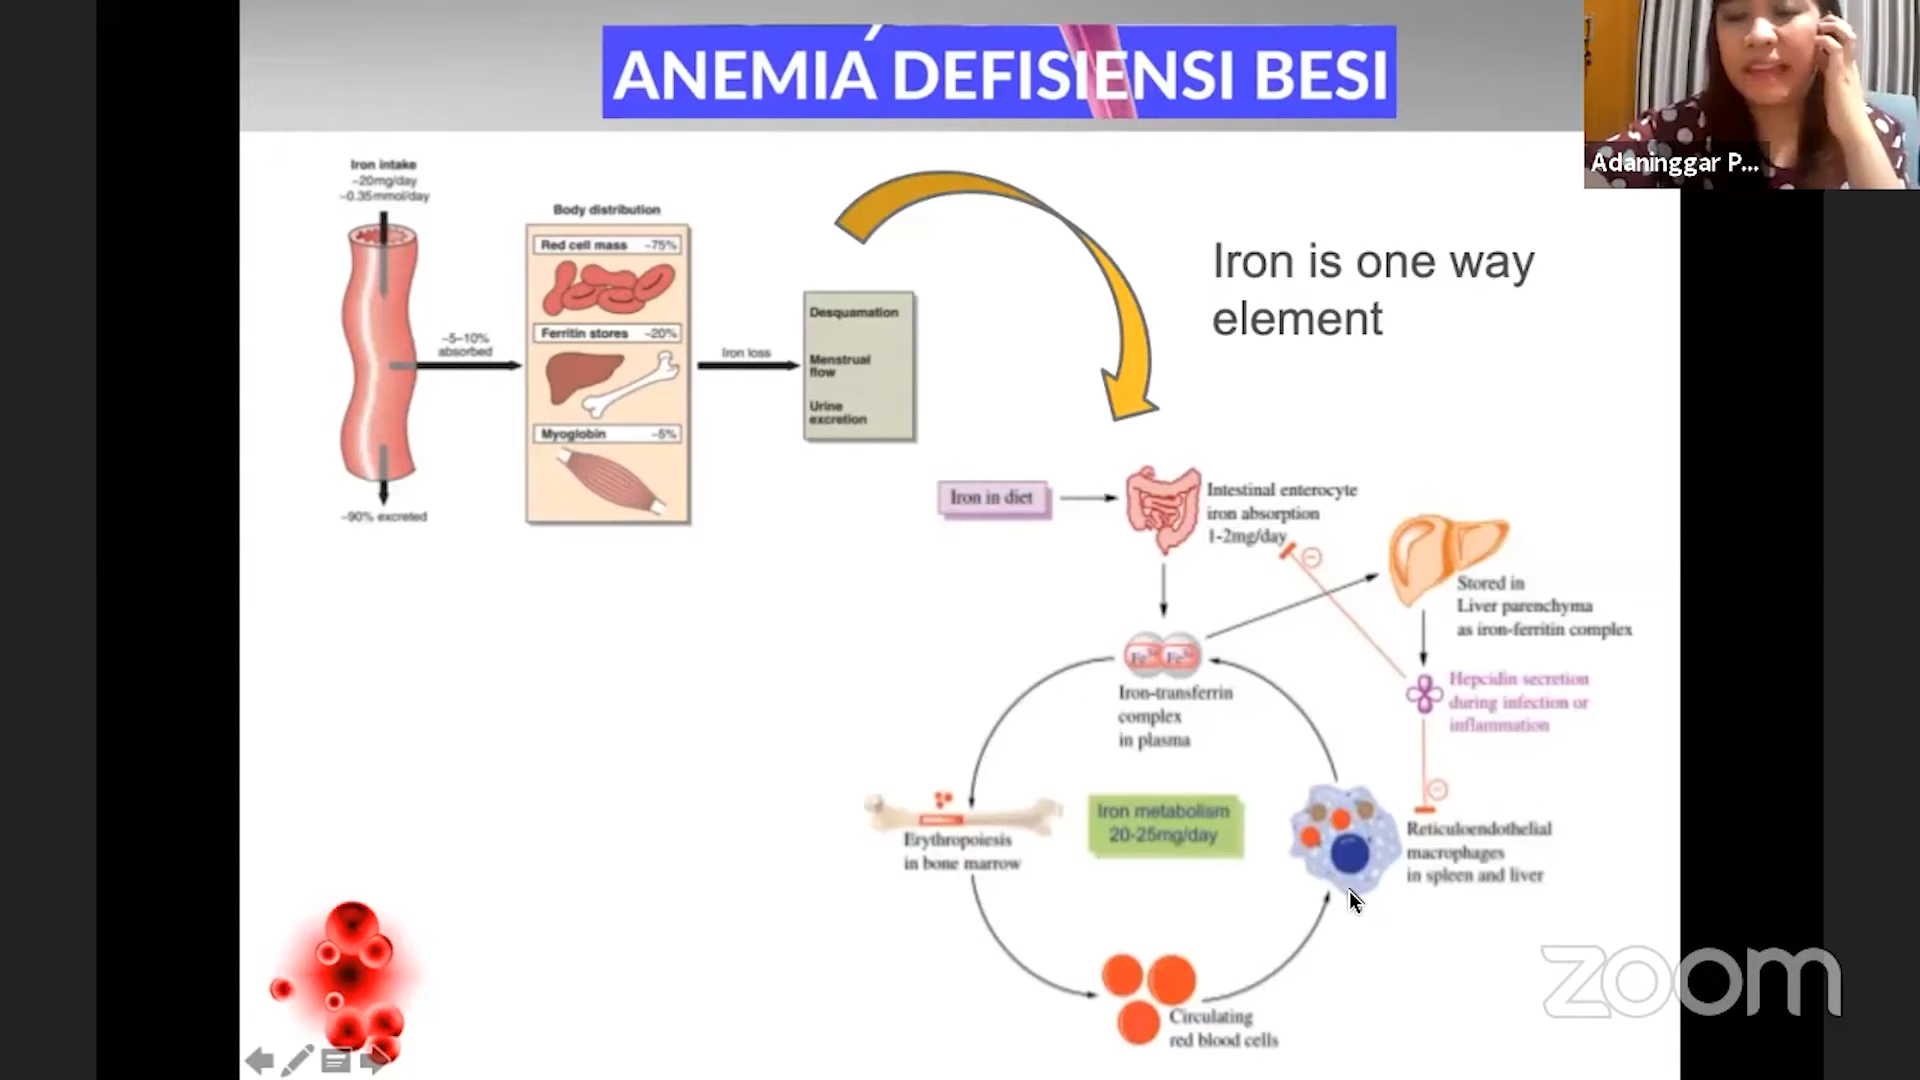 ANEMIA DEFISIENSI BESI
Adaninggar P...
Iron intake
~20mg/day
~0.35mmol/day
Body distribution
Red cell mass ~75%
Ferritin stores ~20%
Myoglobin ~5%
~5–10%
absorbed
Iron loss
Desquamation
Menstrual
flow
Urine
excretion
~90% excreted
Iron is one way
element
Iron in diet
Intestinal enterocyte
iron absorption
1-2mg/day
Stored in
Liver parenchyma
as iron-ferritin complex
Fe3+ Fe3+
Iron-transferrin
complex
in plasma
Hepcidin secretion
during infection or
inflammation
Iron metabolism
20-25mg/day
Erythropoiesis
in bone marrow
Reticuloendothelial
macrophages
in spleen and liver
Circulating
red blood cells
zoom